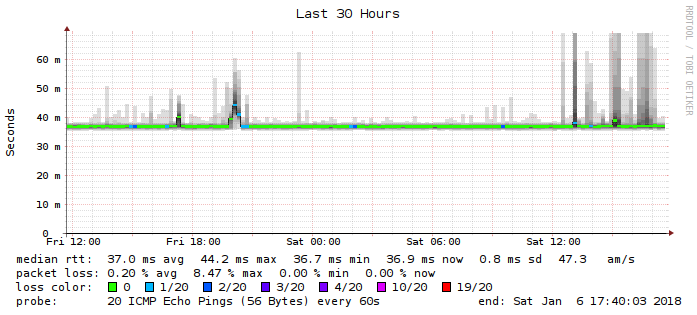 Last 30 Hours
RRDTOOL / TOBI OETIKER
Seconds
60 m
50 m
40 m
30 m
20 m
10 m
0
Fri 12:00 Fri 18:00 Sat 00:00 Sat 06:00 Sat 12:00
median rtt: 37.0 ms avg 44.2 ms max 36.7 ms min 36.9 ms now 0.8 ms sd 47.3 am/s
packet loss: 0.20 % avg 8.47 % max 0.00 % min 0.00 % now
loss color: 0 1/20 2/20 3/20 4/20 10/20 19/20
probe: 20 ICMP Echo Pings (56 Bytes) every 60s end: Sat Jan 6 17:40:03 2018